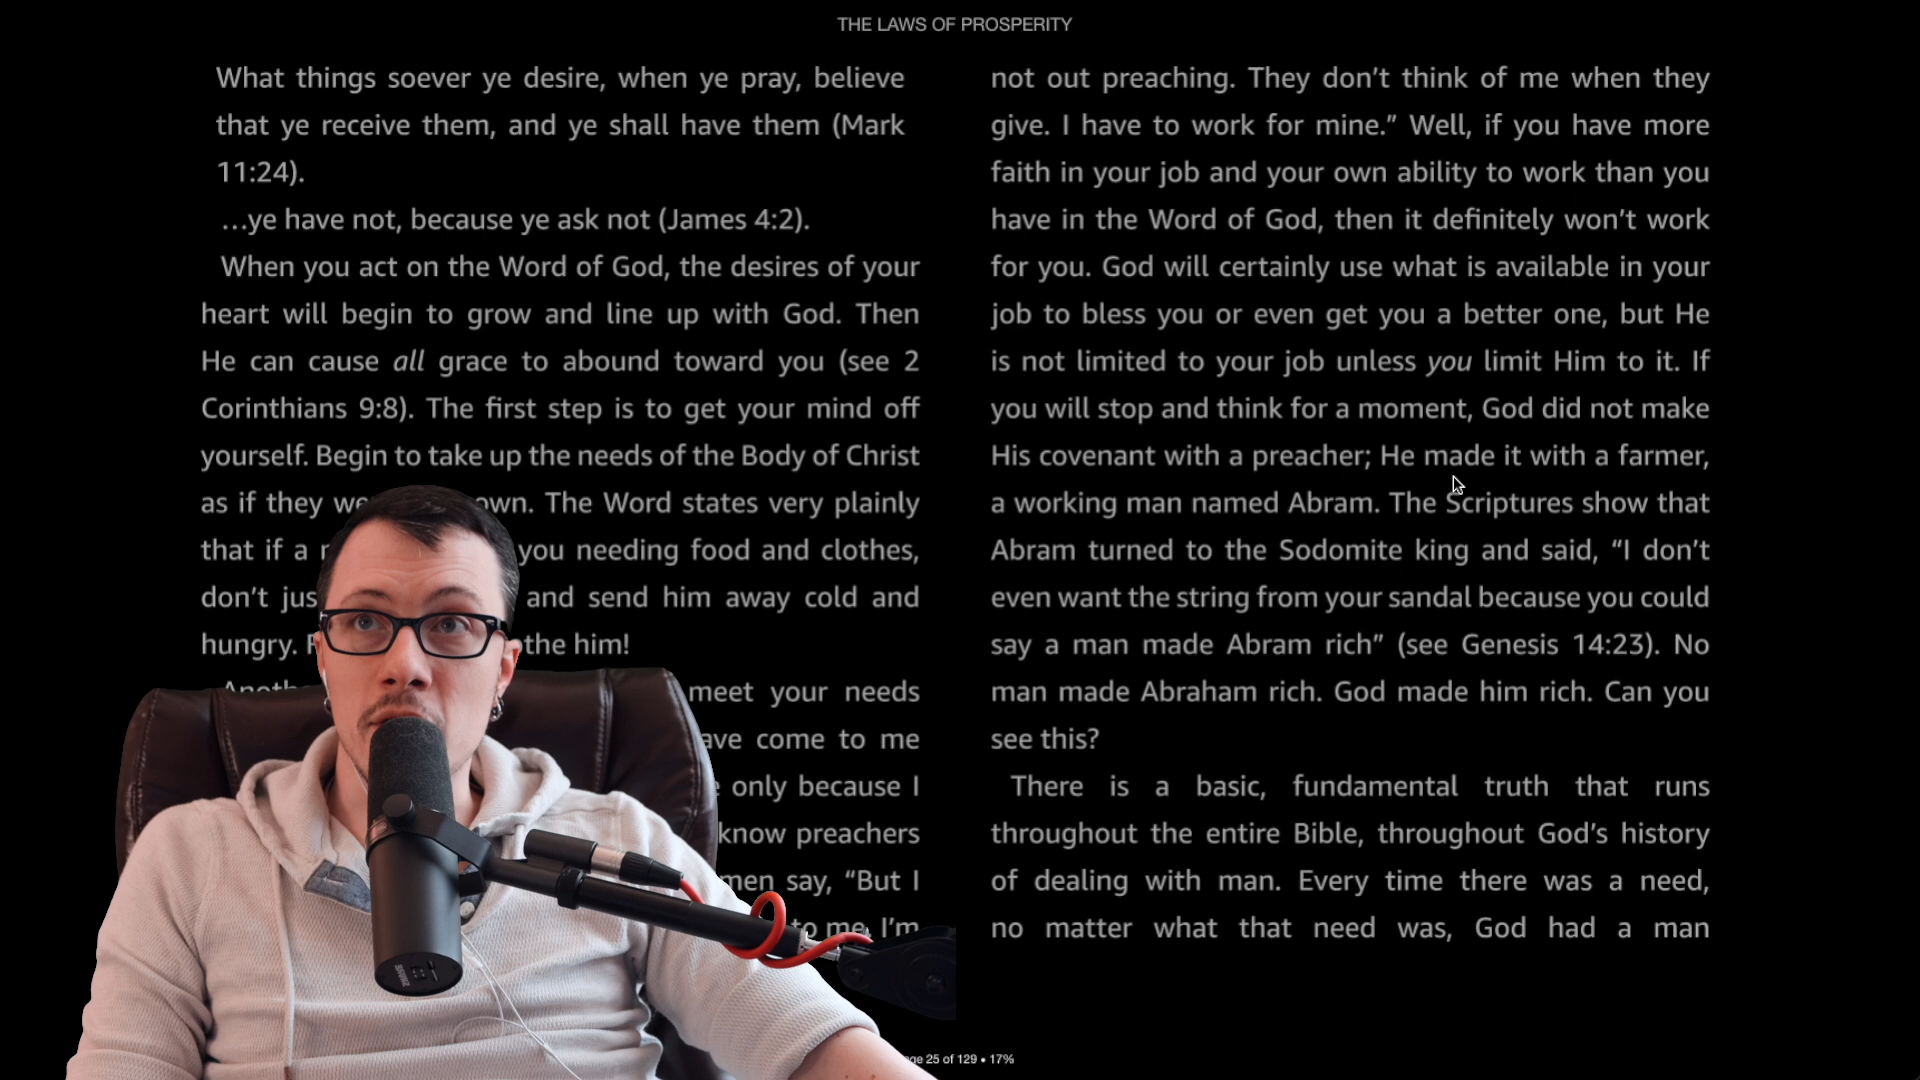 THE LAWS OF PROSPERITY
What things soever ye desire, when ye pray, believe
that ye receive them, and ye shall have them (Mark
11:24).
…ye have not, because ye ask not (James 4:2).
When you act on the Word of God, the desires of your
heart will begin to grow and line up with God. Then
He can cause all grace to abound toward you (see 2
Corinthians 9:8). The first step is to get your mind off
yourself. Begin to take up the needs of the Body of Christ
as if they own. The Word states very plainly
that if a you needing food and clothes,
don’t and send him away cold and
hungry. him!
meet your needs
come to me
only because I
know preachers
men say, “But I
to me. I’m
not out preaching. They don’t think of me when they
give. I have to work for mine.” Well, if you have more
faith in your job and your own ability to work than you
have in the Word of God, then it definitely won’t work
for you. God will certainly use what is available in your
job to bless you or even get you a better one, but He
is not limited to your job unless you limit Him to it. If
you will stop and think for a moment, God did not make
His covenant with a preacher; He made it with a farmer,
a working man named Abram. The Scriptures show that
Abram turned to the Sodomite king and said, “I don’t
even want the string from your sandal because you could
say a man made Abram rich” (see Genesis 14:23). No
man made Abraham rich. God made him rich. Can you
see this?
There is a basic, fundamental truth that runs
throughout the entire Bible, throughout God’s history
of dealing with man. Every time there was a need,
no matter what that need was, God had a man
25 of 129 • 17%